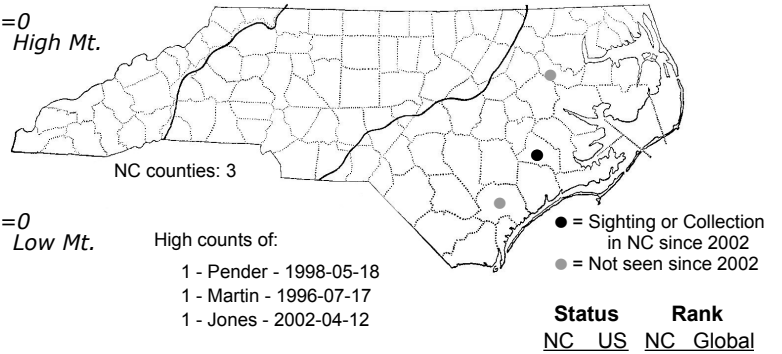 =0
High Mt.
NC counties: 3
=0
Low Mt.
High counts of:
1 - Pender - 1998-05-18
1 - Martin - 1996-07-17
1 - Jones - 2002-04-12
● = Sighting or Collection
in NC since 2002
● = Not seen since 2002
Status Rank
NC US NC Global